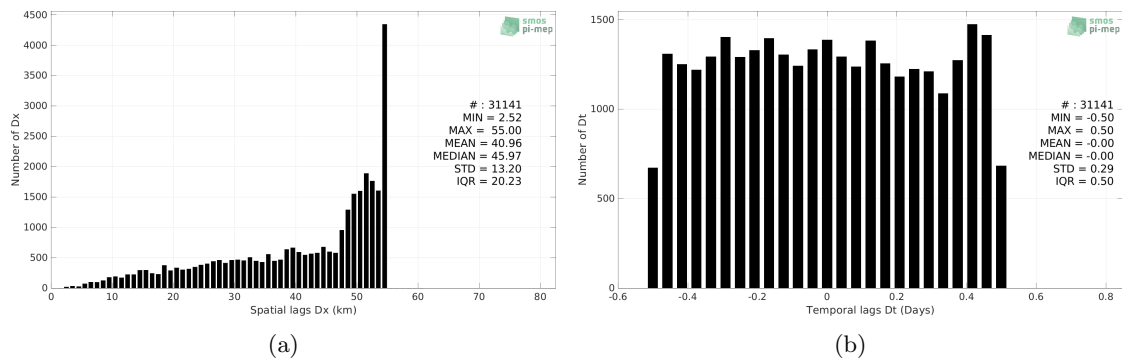 4500
4000
3500
3000
2500
2000
1500
1000
500
0
Number of Dx
smos
pi-mep
# : 31141
MIN = 2.52
MAX = 55.00
MEAN = 40.96
MEDIAN = 45.97
STD = 13.20
IQR = 20.23
0 10 20 30 40 50 60 70 80
Spatial lags Dx (km)
(a)
1500
1000
500
0
Number of Dt
smos
pi-mep
# : 31141
MIN = -0.50
MAX = 0.50
MEAN = -0.00
MEDIAN = -0.00
STD = 0.29
IQR = 0.50
-0.6 -0.4 -0.2 0 0.2 0.4 0.6 0.8
Temporal lags Dt (Days)
(b)